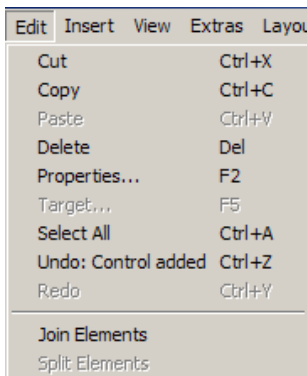 Edit Insert View Extras Layou
Cut Ctrl+X
Copy Ctrl+C
Paste Ctrl+V
Delete Del
Properties... F2
Target... F5
Select All Ctrl+A
Undo: Control added Ctrl+Z
Redo Ctrl+Y
Join Elements
Split Elements